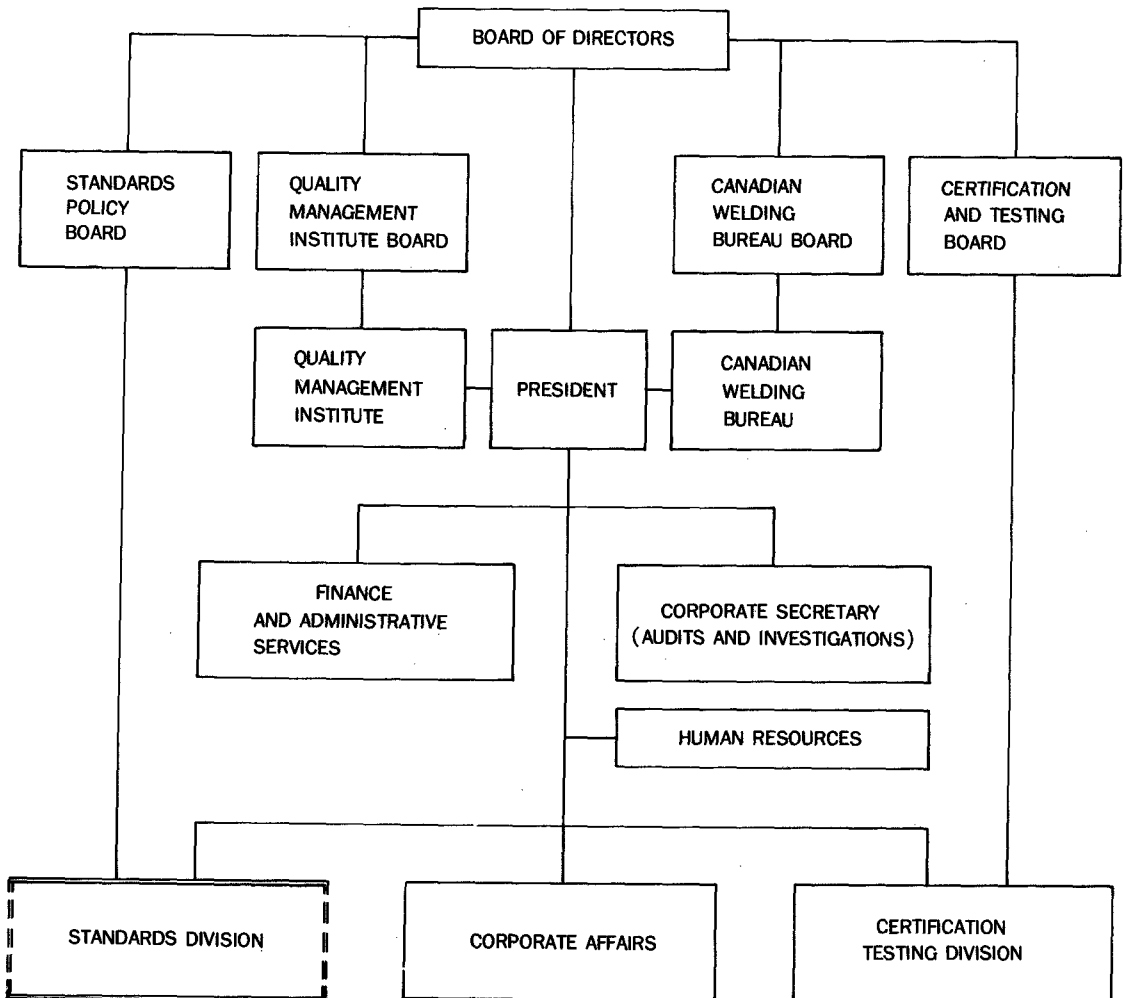 BOARD OF DIRECTORS
STANDARDS
POLICY
BOARD
QUALITY
MANAGEMENT
INSTITUTE BOARD
CANADIAN
WELDING
BUREAU BOARD
CERTIFICATION
AND TESTING
BOARD
QUALITY
MANAGEMENT
INSTITUTE
PRESIDENT
CANADIAN
WELDING
BUREAU
FINANCE
AND ADMINISTRATIVE
SERVICES
CORPORATE SECRETARY
(AUDITS AND INVESTIGATIONS)
HUMAN RESOURCES
STANDARDS DIVISION
CORPORATE AFFAIRS
CERTIFICATION
TESTING DIVISION